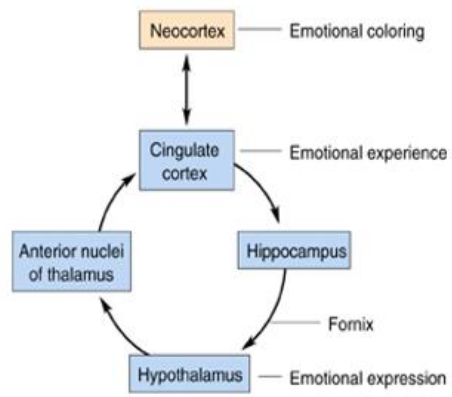 Neocortex
Emotional coloring
Cingulate
cortex
Emotional experience
Anterior nuclei
of thalamus
Hippocampus
Fornix
Hypothalamus
Emotional expression